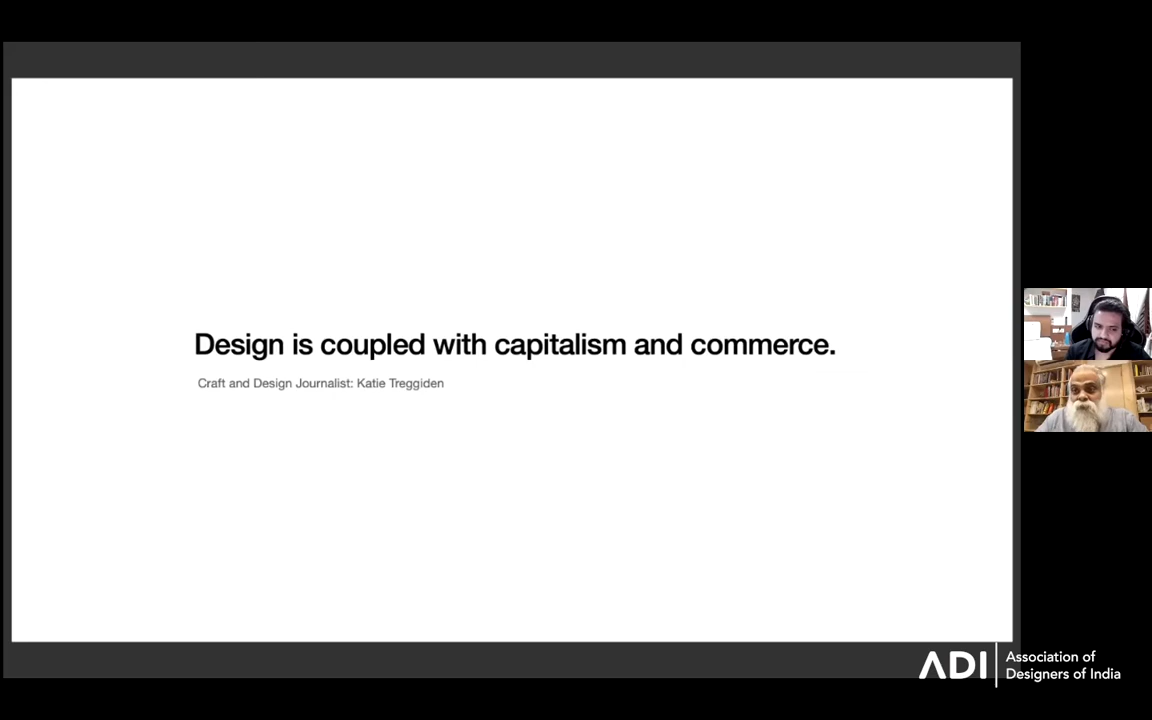 Design is coupled with capitalism and commerce.
Craft and Design Journalist: Katie Treggiden
ADI
Association of
Designers of India